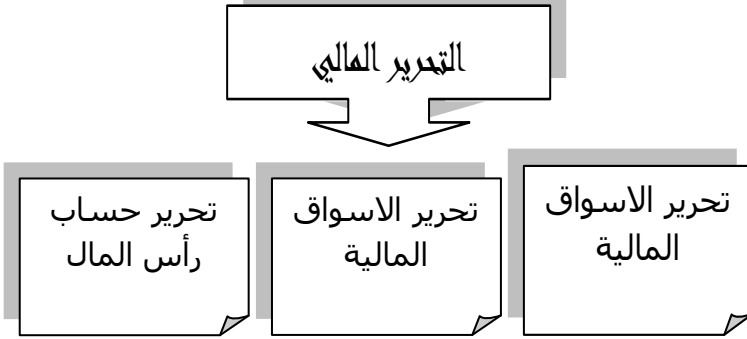 التحرير المالي
تحرير الاسواق
المالية
تحرير الاسواق
المالية
تحرير حساب
رأس المال